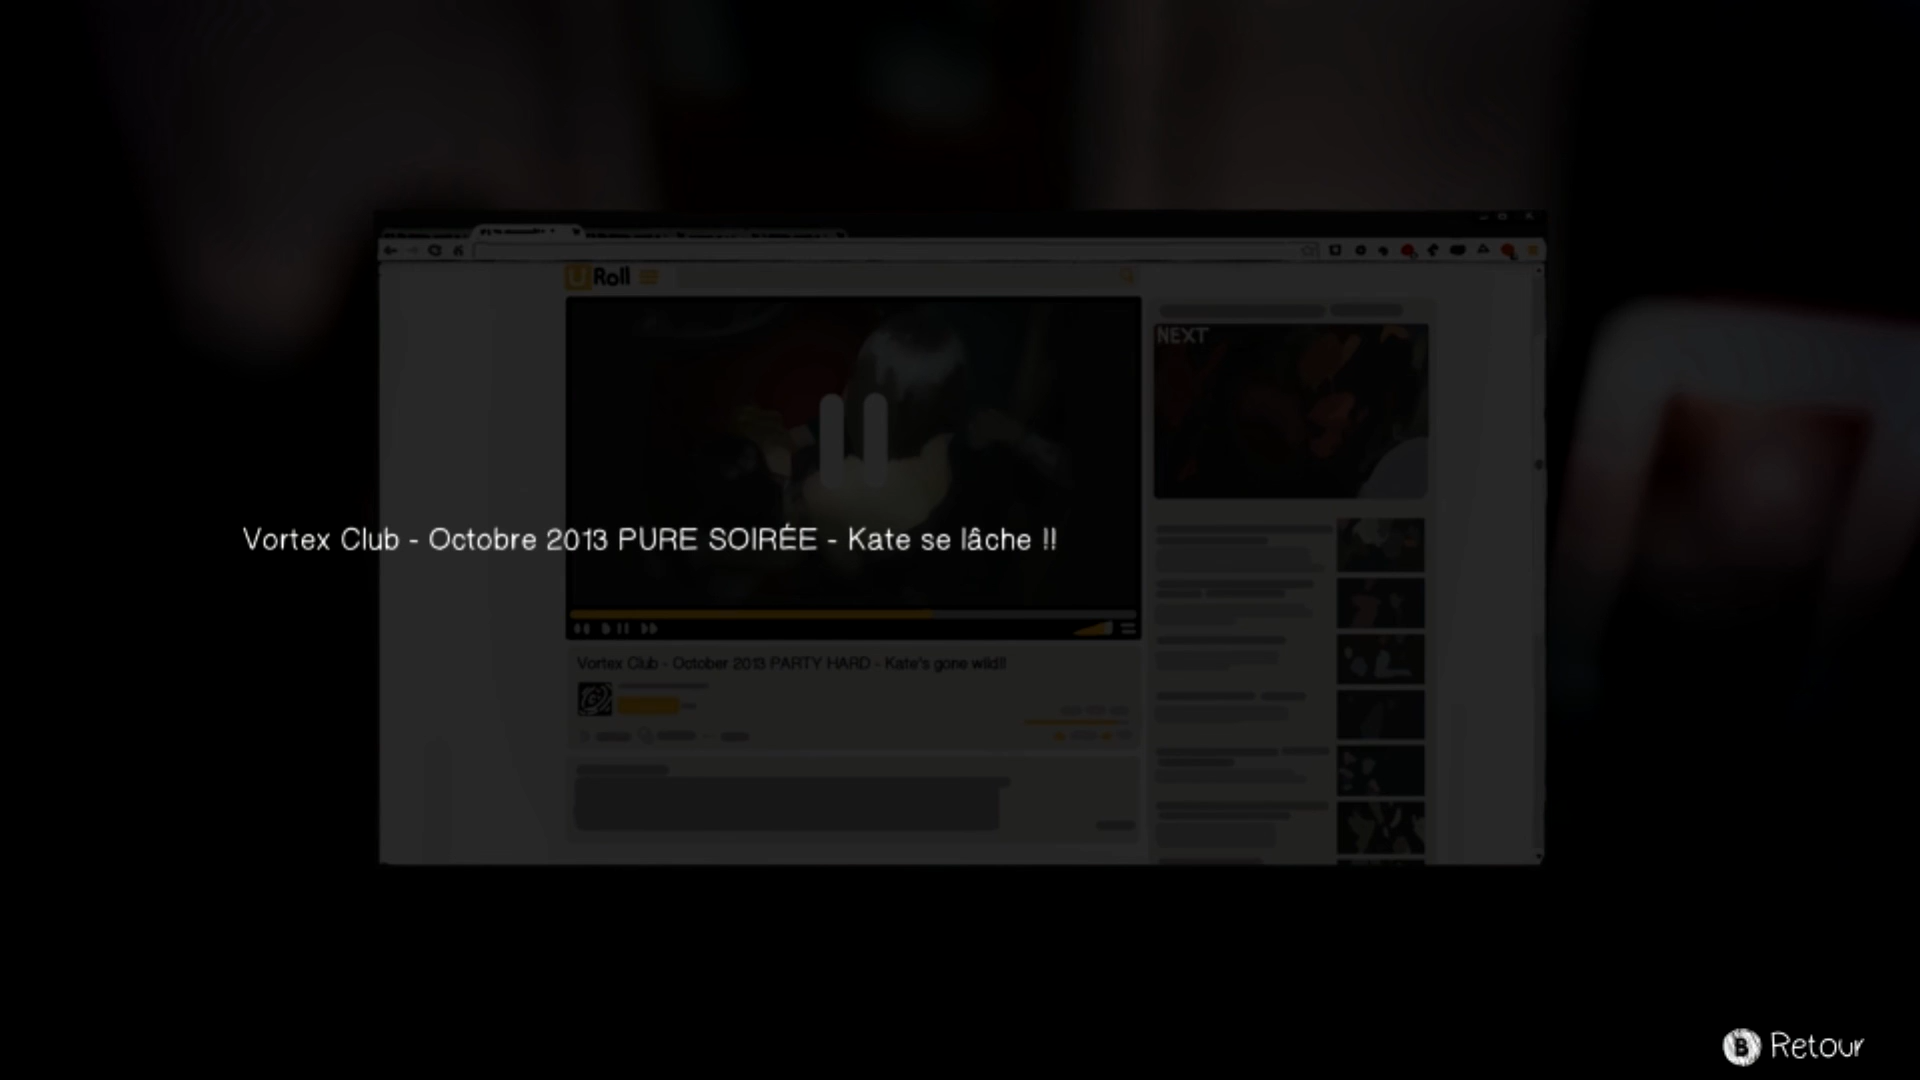 U Roll
NEXT
Vortex Club - Octobre 2013 PURE SOIRÉE - Kate se lâche !!
Vortex Club - October 2013 PARTY HARD - Kate's gone wild!!
B Retour